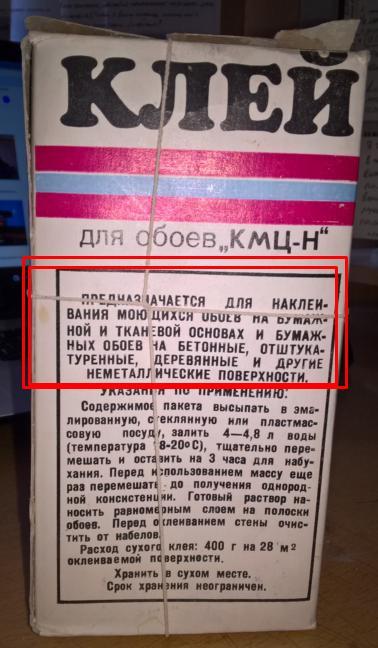 КЛЕЙ
для обоев „КМЦ-Н"
ПРЕДНАЗНАЧАЕТСЯ ДЛЯ НАКЛЕИ-
ВАНИЯ МОЮЩИХСЯ ОБОЕВ НА БУМАЖ-
НОЙ И ТКАНЕВОЙ ОСНОВАХ И БУМАЖ-
НЫХ ОБОЕВ НА БЕТОННЫЕ, ОТШТУКА-
ТУРЕННЫЕ, ДЕРЕВЯННЫЕ И ДРУГИЕ
НЕМЕТАЛЛИЧЕСКИЕ ПОВЕРХНОСТИ.
УКАЗАНИЯ ПО ПРИМЕНЕНИЮ:
Содержимое пакета высыпать в эма-
лированную, стеклянную или пластмас-
совую посуду, залить 4—4,8 л воды
(температура 18-20°С), тщательно пере-
мешать и оставить на 3 часа для набу-
хания. Перед использованием массу еще
раз перемешать до получения однород-
ной консистенции. Готовый раствор на-
носить равномерным слоем на полоски
обоев. Перед оклеиванием стены очис-
тить от набелов.
Расход сухого клея: 400 г на 28 м²
оклеиваемой поверхности.
Хранить в сухом месте.
Срок хранения неограничен.